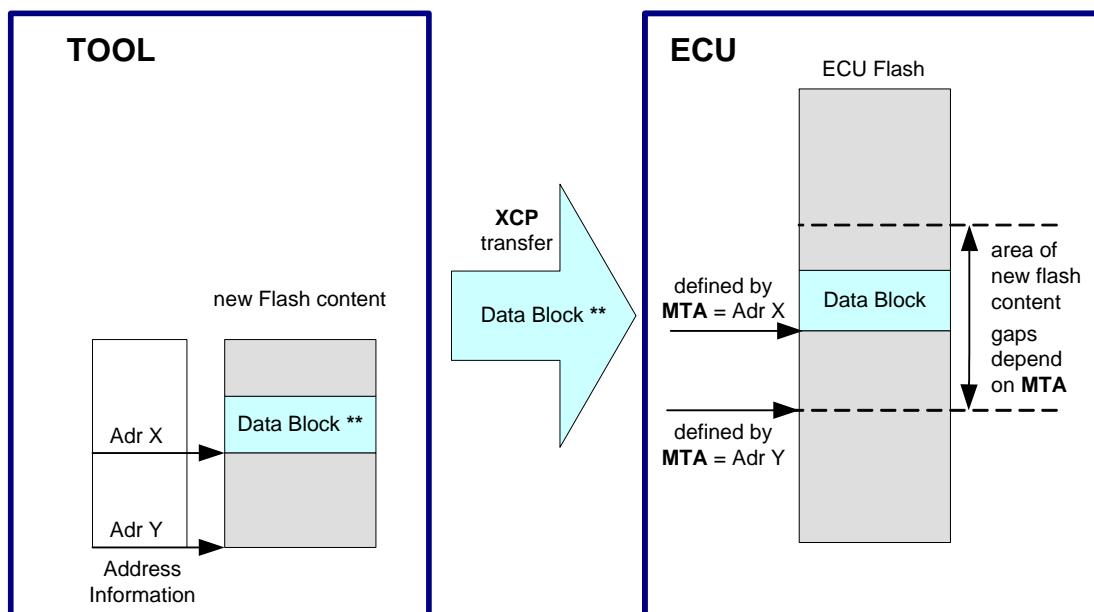 TOOL
new Flash content
Data Block **
Adr X
Adr Y
Address
Information
XCP
transfer
Data Block **
ECU
ECU Flash
defined by
MTA = Adr X
Data Block
area of
new flash
content
gaps
depend
on MTA
defined by
MTA = Adr Y